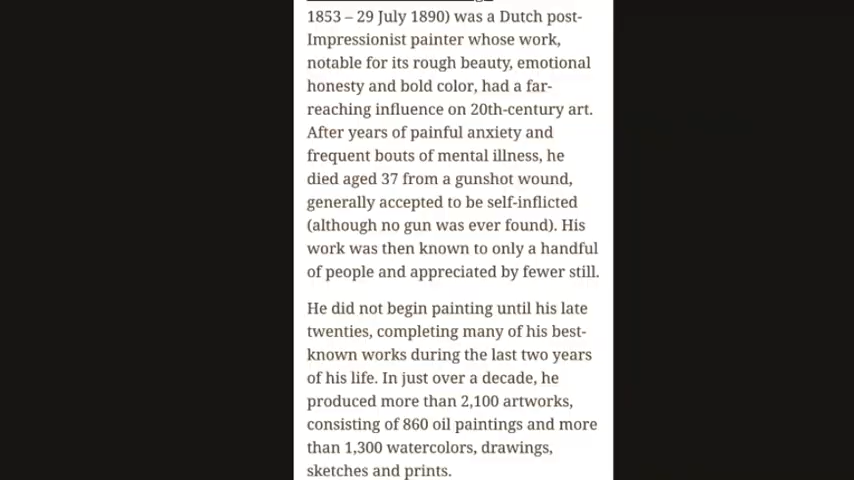 1853 – 29 July 1890) was a Dutch post-
Impressionist painter whose work,
notable for its rough beauty, emotional
honesty and bold color, had a far-
reaching influence on 20th-century art.
After years of painful anxiety and
frequent bouts of mental illness, he
died aged 37 from a gunshot wound,
generally accepted to be self-inflicted
(although no gun was ever found). His
work was then known to only a handful
of people and appreciated by fewer still.
He did not begin painting until his late
twenties, completing many of his best-
known works during the last two years
of his life. In just over a decade, he
produced more than 2,100 artworks,
consisting of 860 oil paintings and more
than 1,300 watercolors, drawings,
sketches and prints.